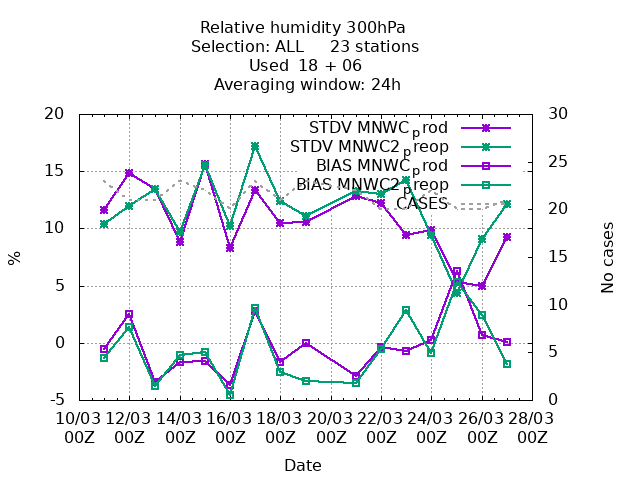 Relative humidity 300hPa
Selection: ALL 23 stations
Used 18 + 06
Averaging window: 24h
STDV MNWC_prod
STDV MNWC2_preop
BIAS MNWC_prod
BIAS MNWC2_preop
CASES
20
15
10
5
0
-5
%
30
25
20
15
10
5
0
No cases
10/03 12/03 14/03 16/03 18/03 20/03 22/03 24/03 26/03 28/03
00Z 00Z 00Z 00Z 00Z 00Z 00Z 00Z 00Z 00Z
Date